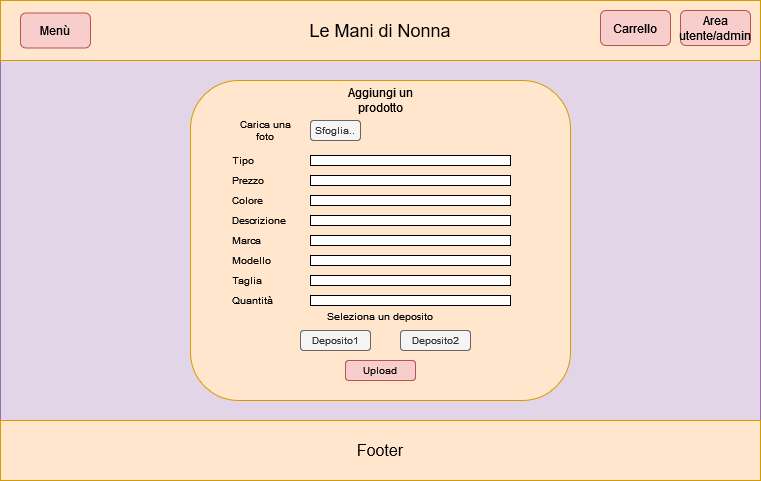 Menù
Le Mani di Nonna
Carrello
Area
utente/admin
Aggiungi un
prodotto
Carica una
foto
Sfoglia..
Tipo
Prezzo
Colore
Descrizione
Marca
Modello
Taglia
Quantità
Seleziona un deposito
Deposito1
Deposito2
Upload
Footer